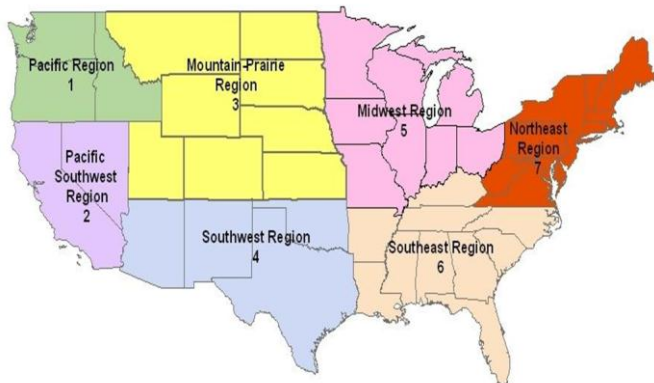 Pacific Region
1
Mountain-Prairie
Region
3
Midwest Region
5
Northeast
Region
7
Pacific
Southwest
Region
2
Southwest Region
4
Southeast Region
6